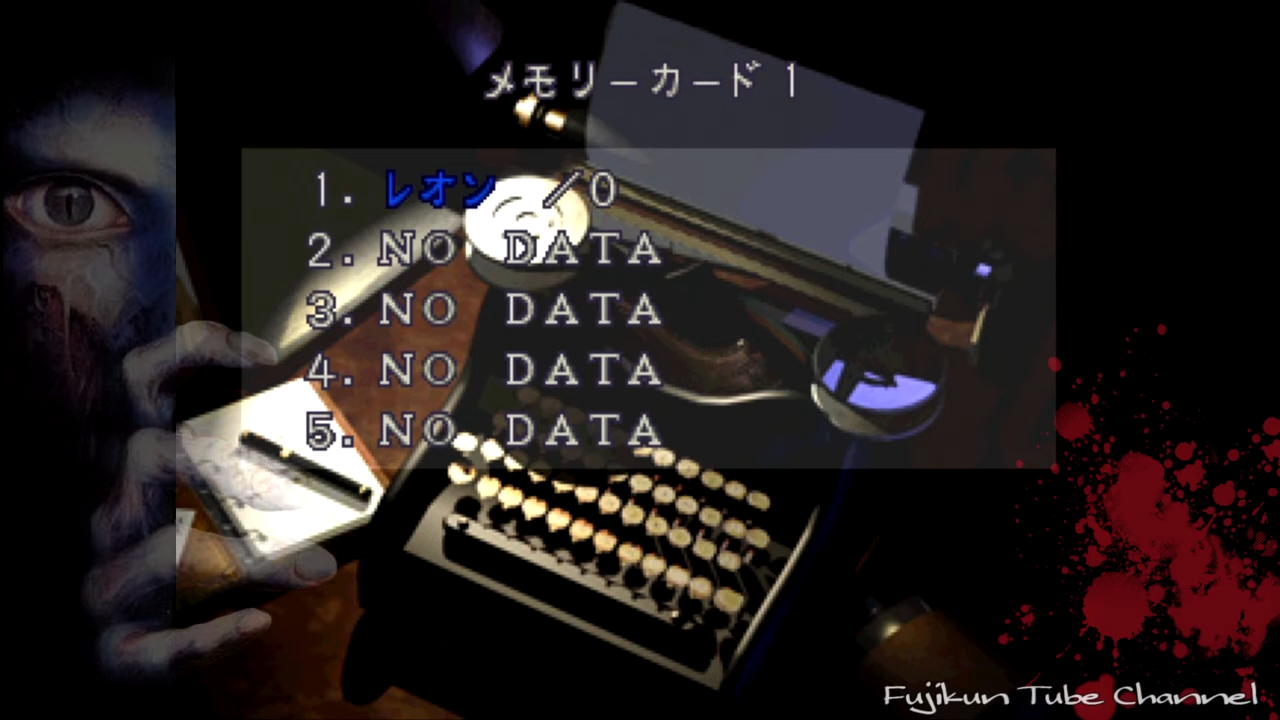 メモリーカード 1
1. レオン /0
2. NO DATA
3. NO DATA
4. NO DATA
5. NO DATA
Fujikun Tube Channel